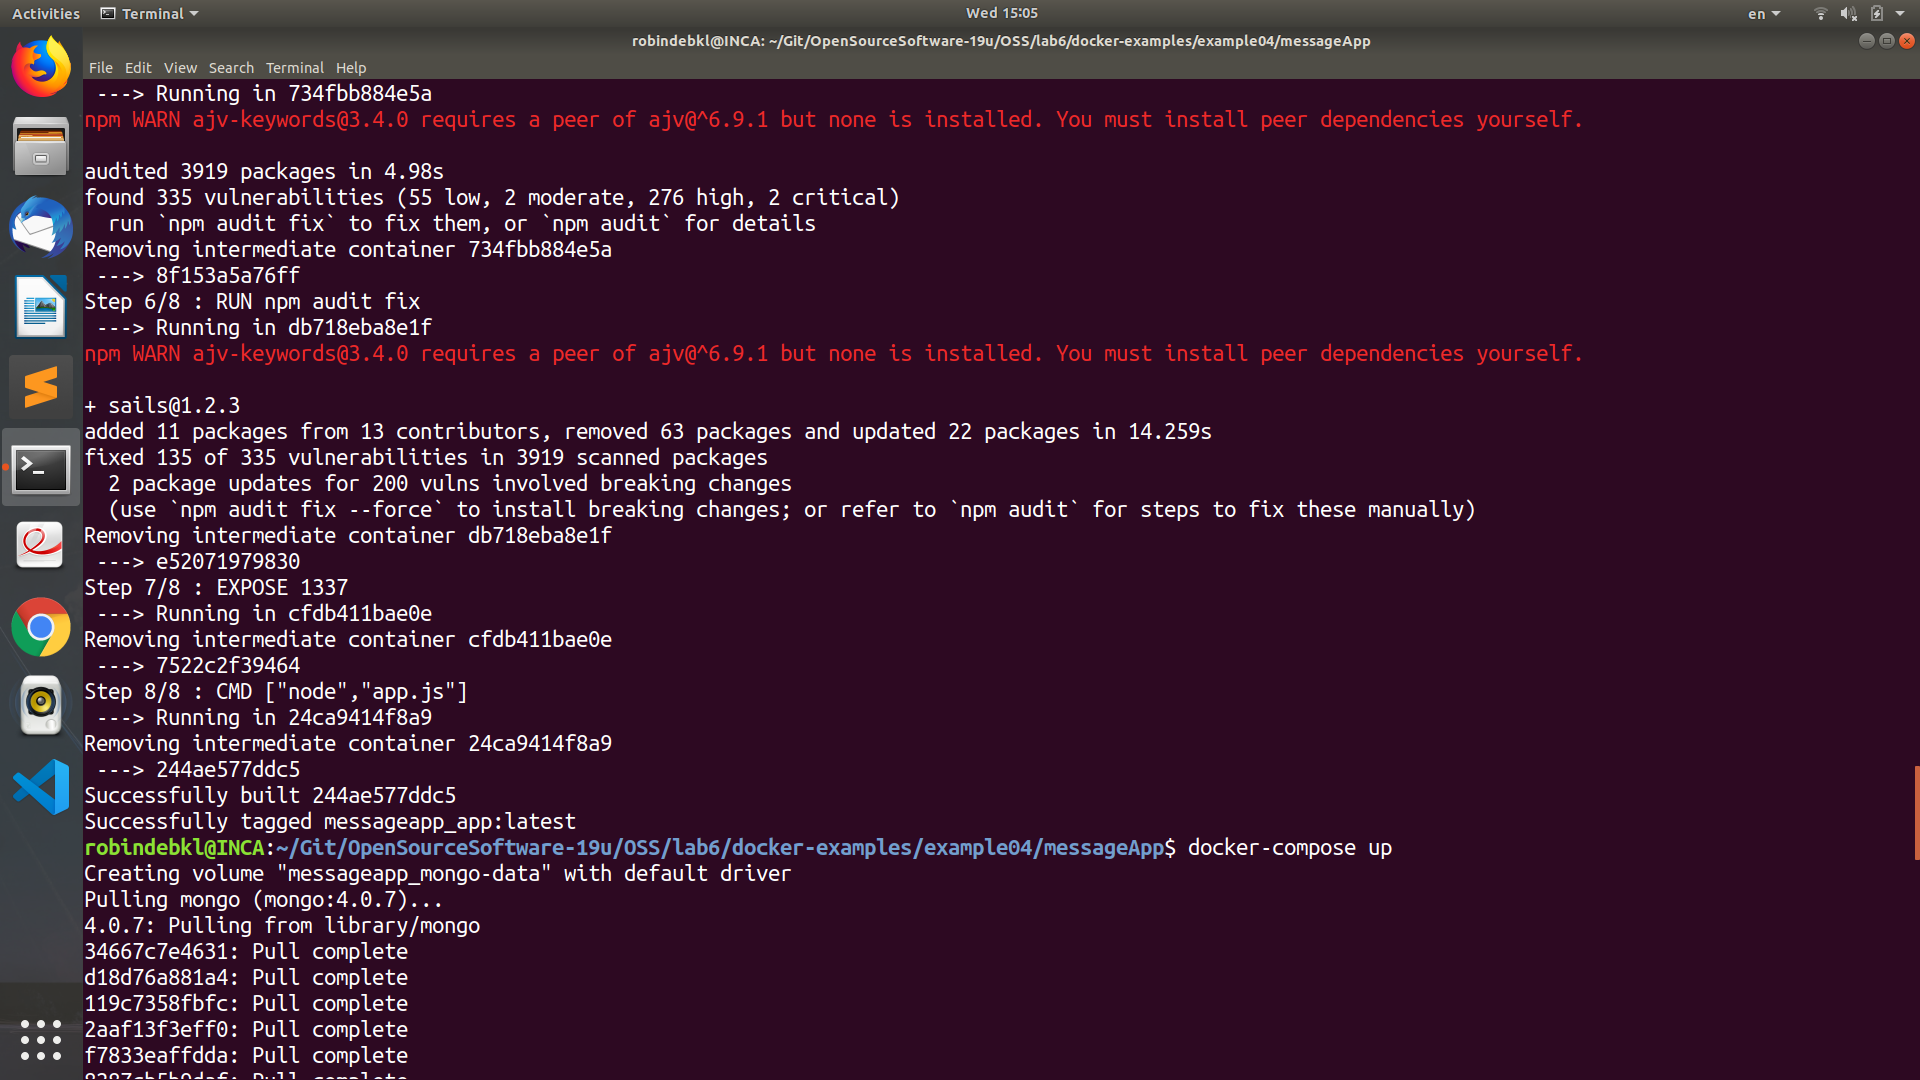 Activities Terminal Wed 15:05 en
robindebkl@INCA: ~/Git/OpenSourceSoftware-19u/OSS/lab6/docker-examples/example04/messageApp
File Edit View Search Terminal Help
---> Running in 734fbb884e5a
npm WARN ajv-keywords@3.4.0 requires a peer of ajv@^6.9.1 but none is installed. You must install peer dependencies yourself.
audited 3919 packages in 4.98s
found 335 vulnerabilities (55 low, 2 moderate, 276 high, 2 critical)
run `npm audit fix` to fix them, or `npm audit` for details
Removing intermediate container 734fbb884e5a
---> 8f153a5a76ff
Step 6/8 : RUN npm audit fix
---> Running in db718eba8e1f
npm WARN ajv-keywords@3.4.0 requires a peer of ajv@^6.9.1 but none is installed. You must install peer dependencies yourself.
+ sails@1.2.3
added 11 packages from 13 contributors, removed 63 packages and updated 22 packages in 14.259s
fixed 135 of 335 vulnerabilities in 3919 scanned packages
2 package updates for 200 vulns involved breaking changes
(use `npm audit fix --force` to install breaking changes; or refer to `npm audit` for steps to fix these manually)
Removing intermediate container db718eba8e1f
---> e52071979830
Step 7/8 : EXPOSE 1337
---> Running in cfdb411bae0e
Removing intermediate container cfdb411bae0e
---> 7522c2f39464
Step 8/8 : CMD ["node","app.js"]
---> Running in 24ca9414f8a9
Removing intermediate container 24ca9414f8a9
---> 244ae577ddc5
Successfully built 244ae577ddc5
Successfully tagged messageapp_app:latest
robindebkl@INCA:~/Git/OpenSourceSoftware-19u/OSS/lab6/docker-examples/example04/messageApp$ docker-compose up
Creating volume "messageapp_mongo-data" with default driver
Pulling mongo (mongo:4.0.7)...
4.0.7: Pulling from library/mongo
34667c7e4631: Pull complete
d18d76a881a4: Pull complete
119c7358fbfc: Pull complete
2aaf13f3eff0: Pull complete
f7833eaffdda: Pull complete
Pull complete